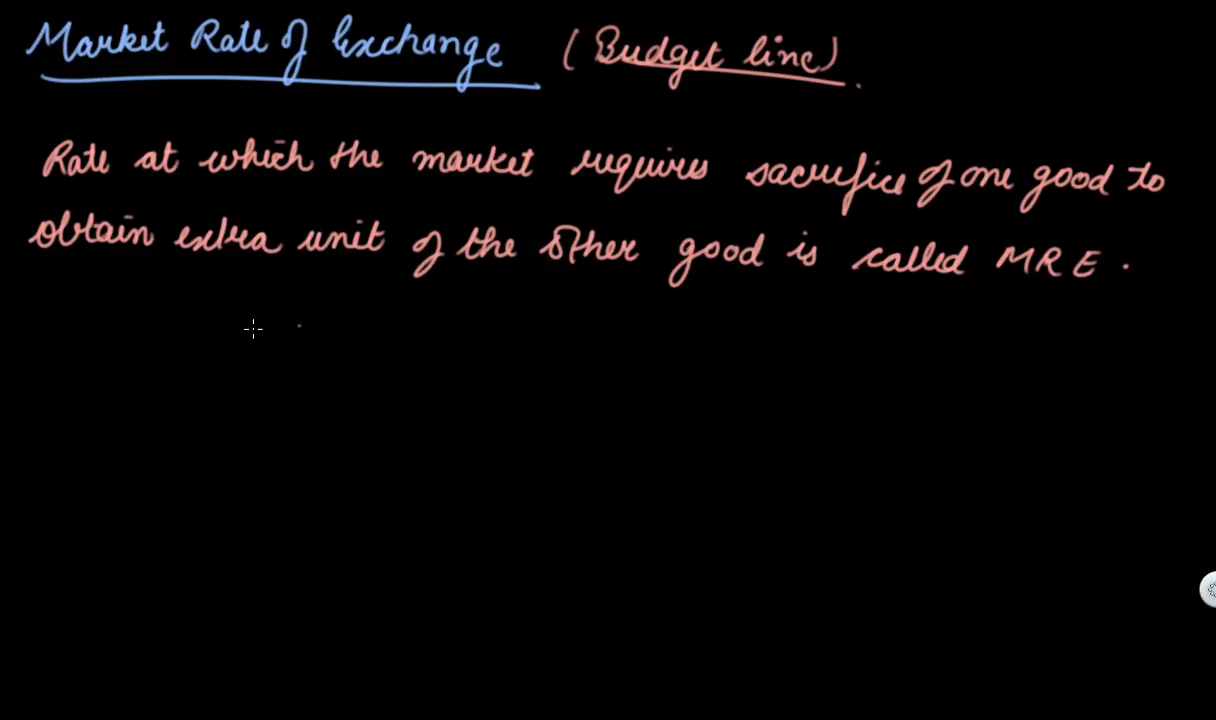 Market Rate of Exchange (Budget line).
Rate at which the market requires sacrifice of one good to
obtain extra unit of the other good is called MRE.